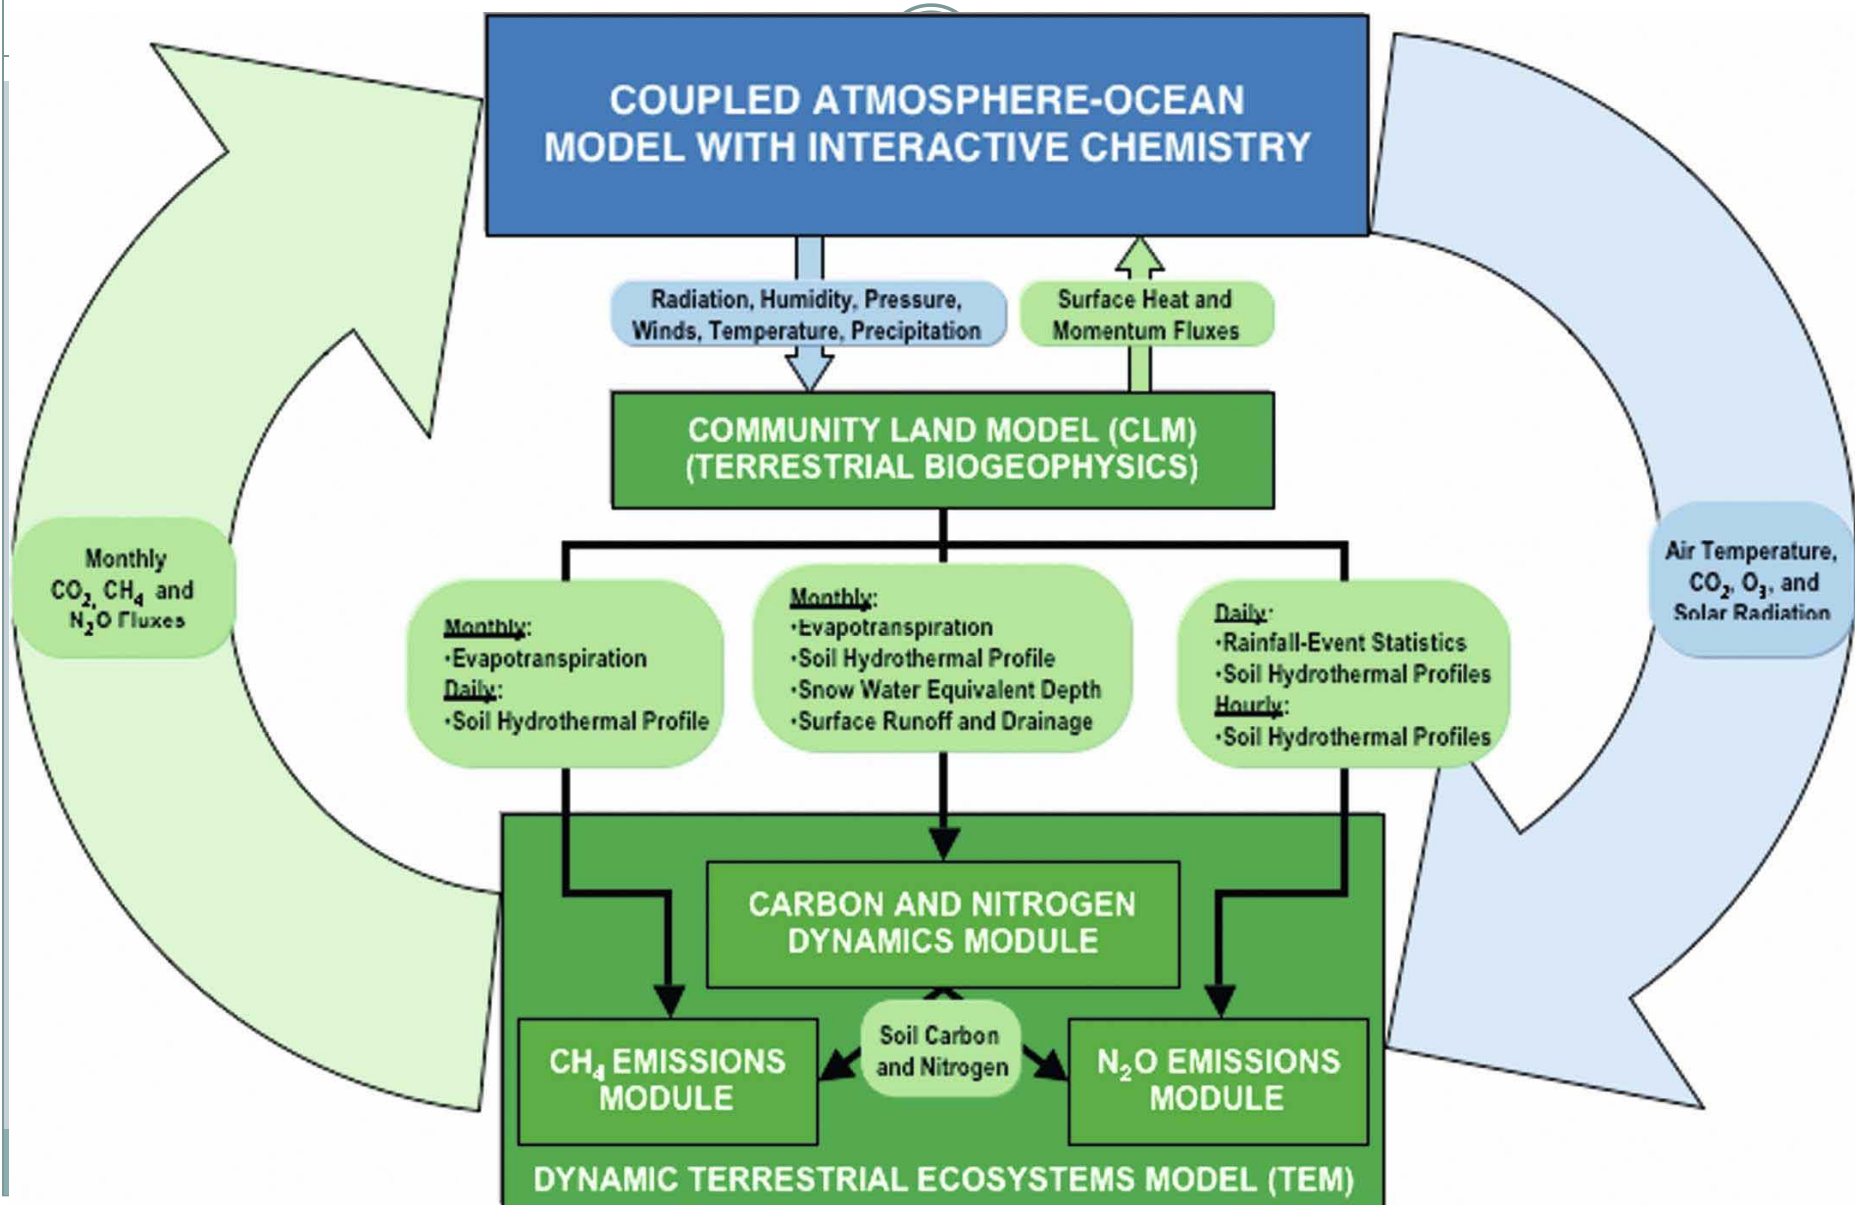 COUPLED ATMOSPHERE-OCEAN
MODEL WITH INTERACTIVE CHEMISTRY
Radiation, Humidity, Pressure,
Winds, Temperature, Precipitation
Surface Heat and
Momentum Fluxes
COMMUNITY LAND MODEL (CLM)
(TERRESTRIAL BIOGEOPHYSICS)
Monthly
CO₂, CH₄ and
N₂O Fluxes
Air Temperature,
CO₂, O₃, and
Solar Radiation
Monthly:
·Evapotranspiration
Daily:
·Soil Hydrothermal Profile
Monthly:
·Evapotranspiration
·Soil Hydrothermal Profile
·Snow Water Equivalent Depth
·Surface Runoff and Drainage
Daily:
·Rainfall-Event Statistics
·Soil Hydrothermal Profiles
Hourly:
·Soil Hydrothermal Profiles
CARBON AND NITROGEN
DYNAMICS MODULE
Soil Carbon
and Nitrogen
CH₄ EMISSIONS
MODULE
N₂O EMISSIONS
MODULE
DYNAMIC TERRESTRIAL ECOSYSTEMS MODEL (TEM)